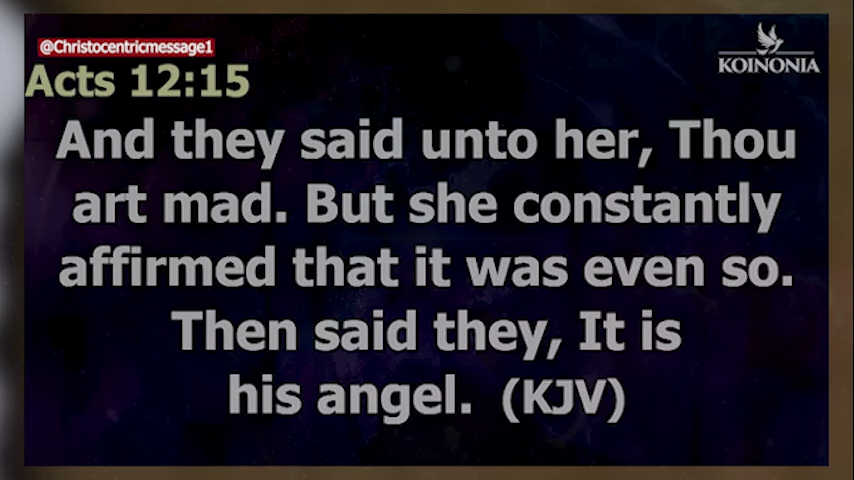 @Christocentricmessage1
KOINONIA
Acts 12:15
And they said unto her, Thou
art mad. But she constantly
affirmed that it was even so.
Then said they, It is
his angel. (KJV)